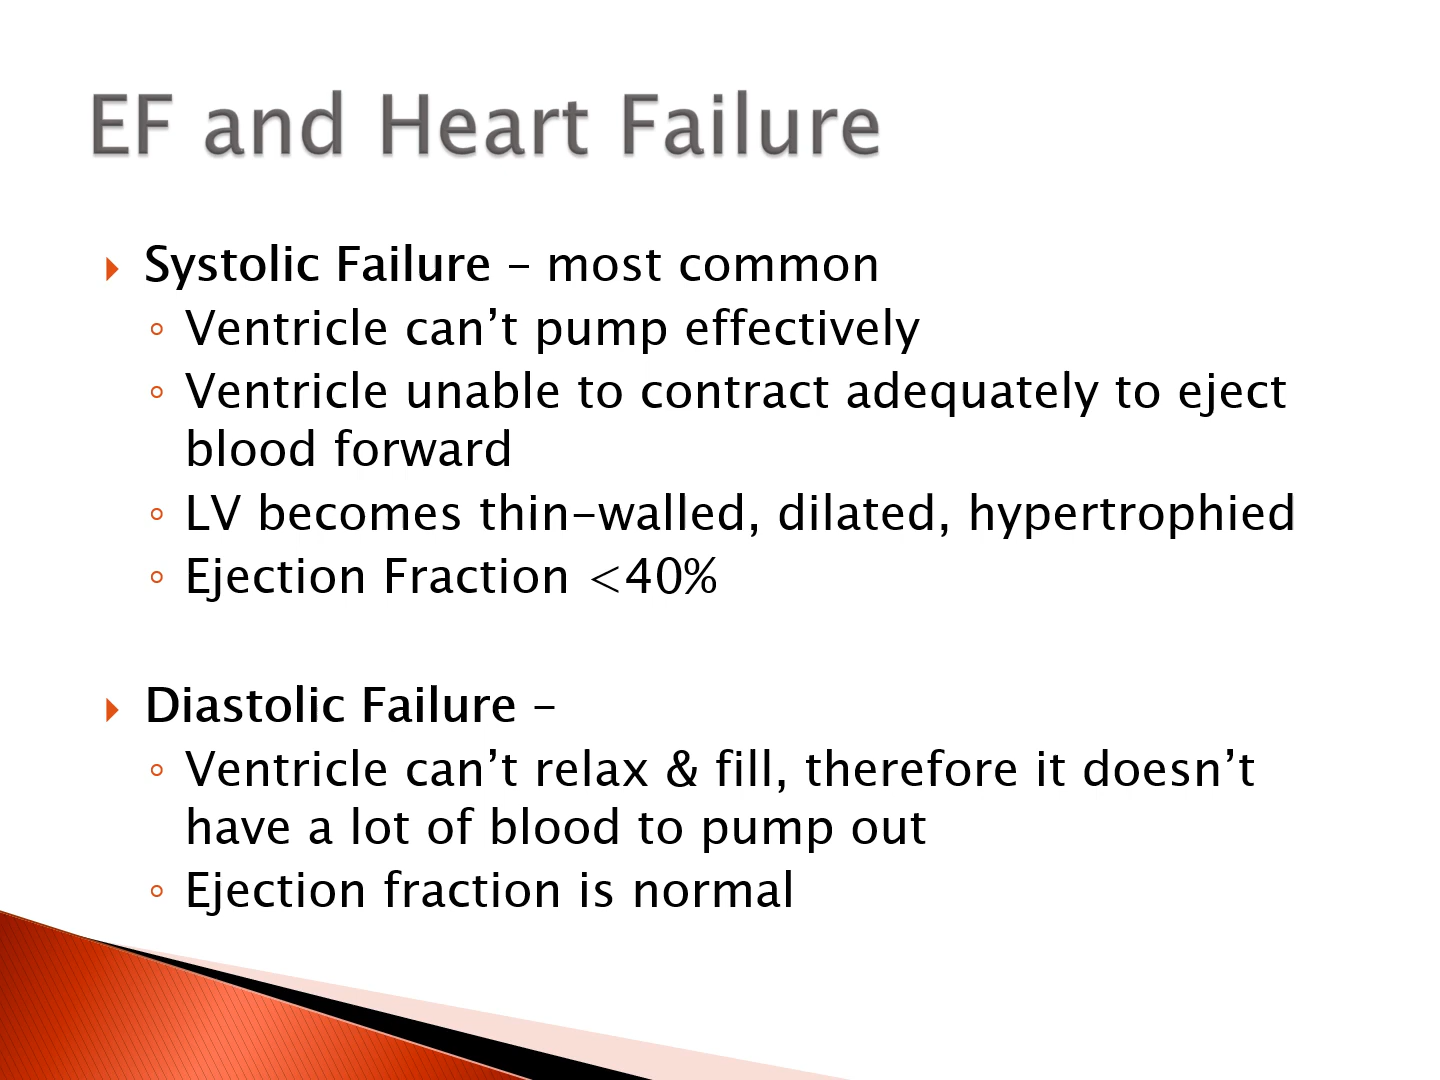 EF and Heart Failure
Systolic Failure – most common
Ventricle can’t pump effectively
Ventricle unable to contract adequately to eject
blood forward
LV becomes thin-walled, dilated, hypertrophied
Ejection Fraction <40%
Diastolic Failure –
Ventricle can’t relax & fill, therefore it doesn’t
have a lot of blood to pump out
Ejection fraction is normal